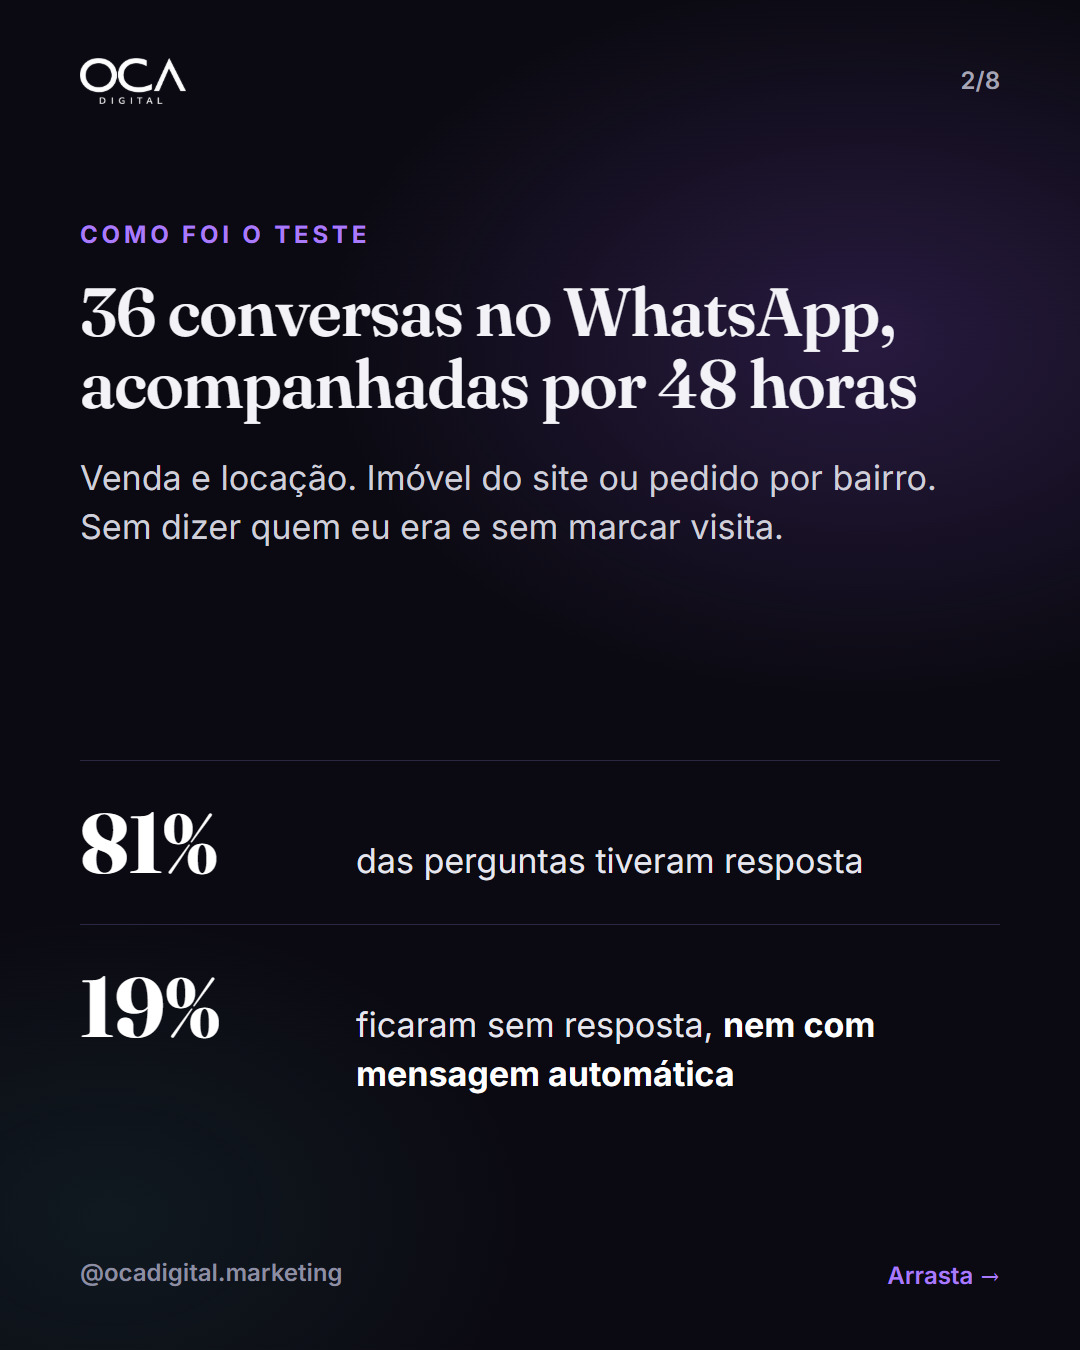 OCA
DIGITAL
2/8
COMO FOI O TESTE
36 conversas no WhatsApp,
acompanhadas por 48 horas
Venda e locação. Imóvel do site ou pedido por bairro.
Sem dizer quem eu era e sem marcar visita.
81%
das perguntas tiveram resposta
19%
ficaram sem resposta, nem com
mensagem automática
@ocadigital.marketing
Arrasta →